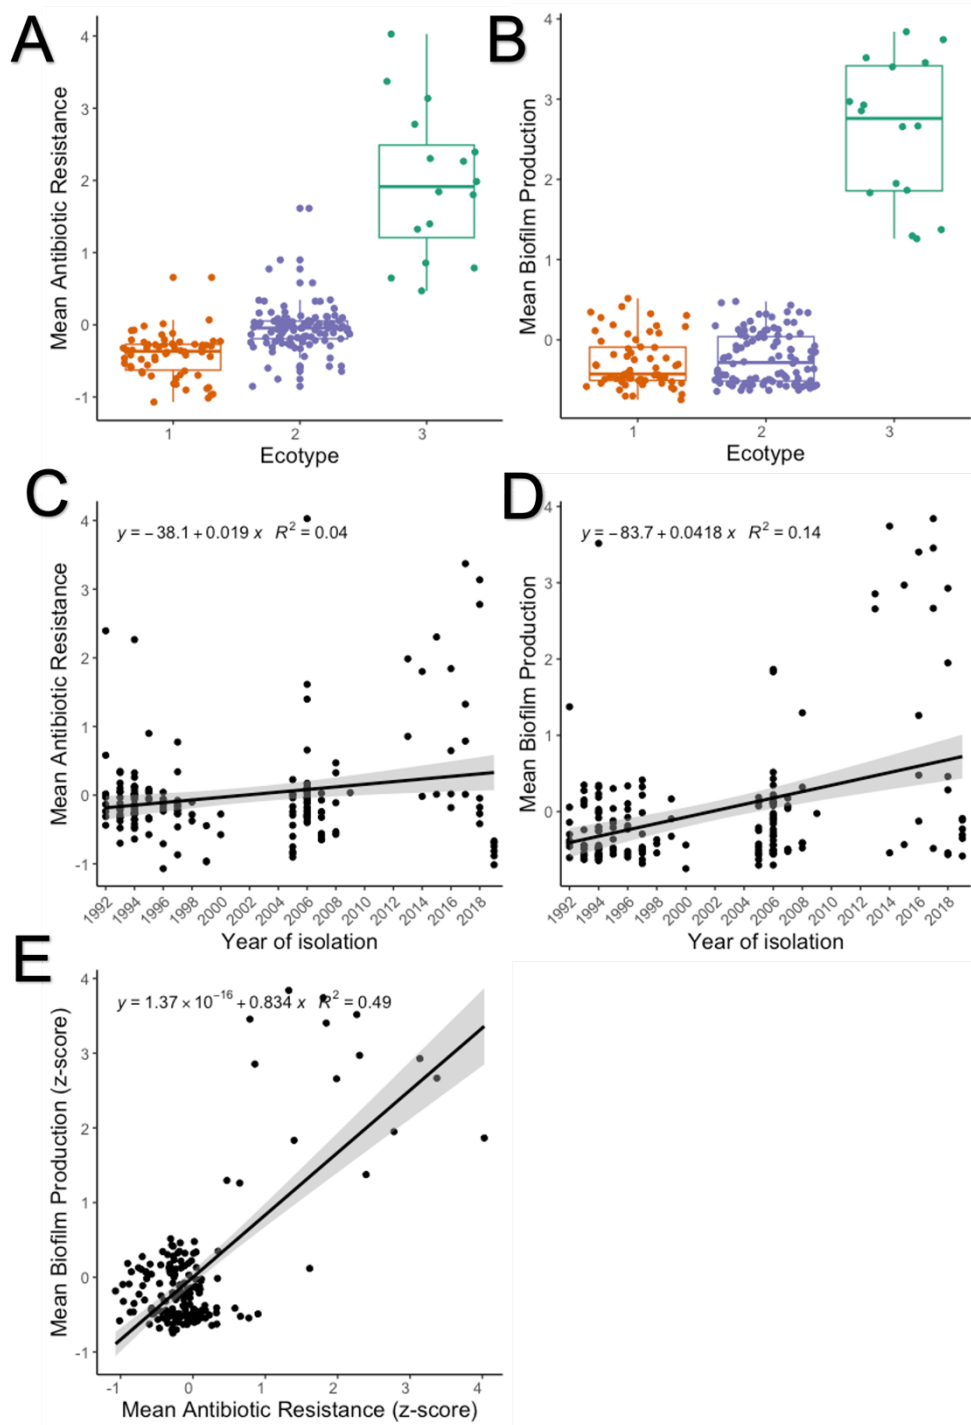 A
Mean Antibiotic Resistance
4
3
2
1
0
-1
1 2 3
Ecotype
B
Mean Biofilm Production
4
3
2
1
0
1 2 3
Ecotype
C
y = −38.1 + 0.019 x R² = 0.04
Mean Antibiotic Resistance
4
3
2
1
0
-1
1992 1994 1996 1998 2000 2002 2004 2006 2008 2010 2012 2014 2016 2018
Year of isolation
D
y = −83.7 + 0.0418 x R² = 0.14
Mean Biofilm Production
4
3
2
1
0
1992 1994 1996 1998 2000 2002 2004 2006 2008 2010 2012 2014 2016 2018
Year of isolation
E
y = 1.37 × 10⁻¹⁶ + 0.834 x R² = 0.49
Mean Biofilm Production (z-score)
4
3
2
1
0
-1
-1 0 1 2 3 4
Mean Antibiotic Resistance (z-score)